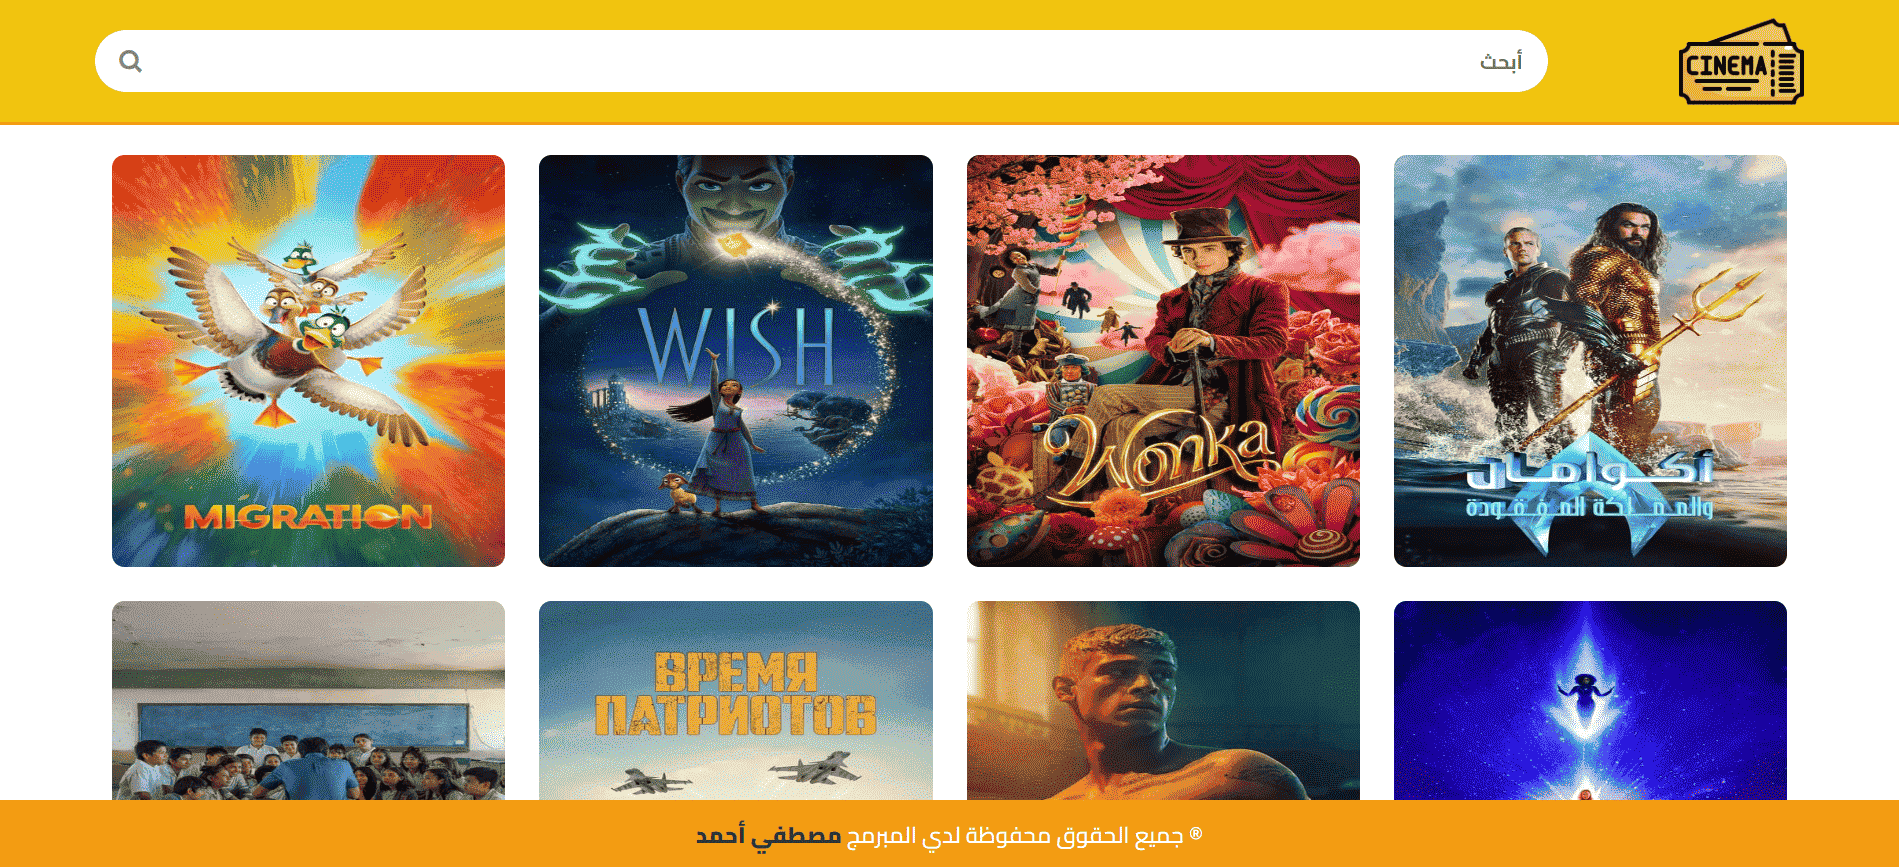 CINEMA
أبحث
أكوامان
والمملكة المفقودة
Wonka
WISH
MIGRATION
ВРЕМЯ
ПАТРИОТОВ
® جميع الحقوق محفوظة لدي المبرمج مصطفي أحمد